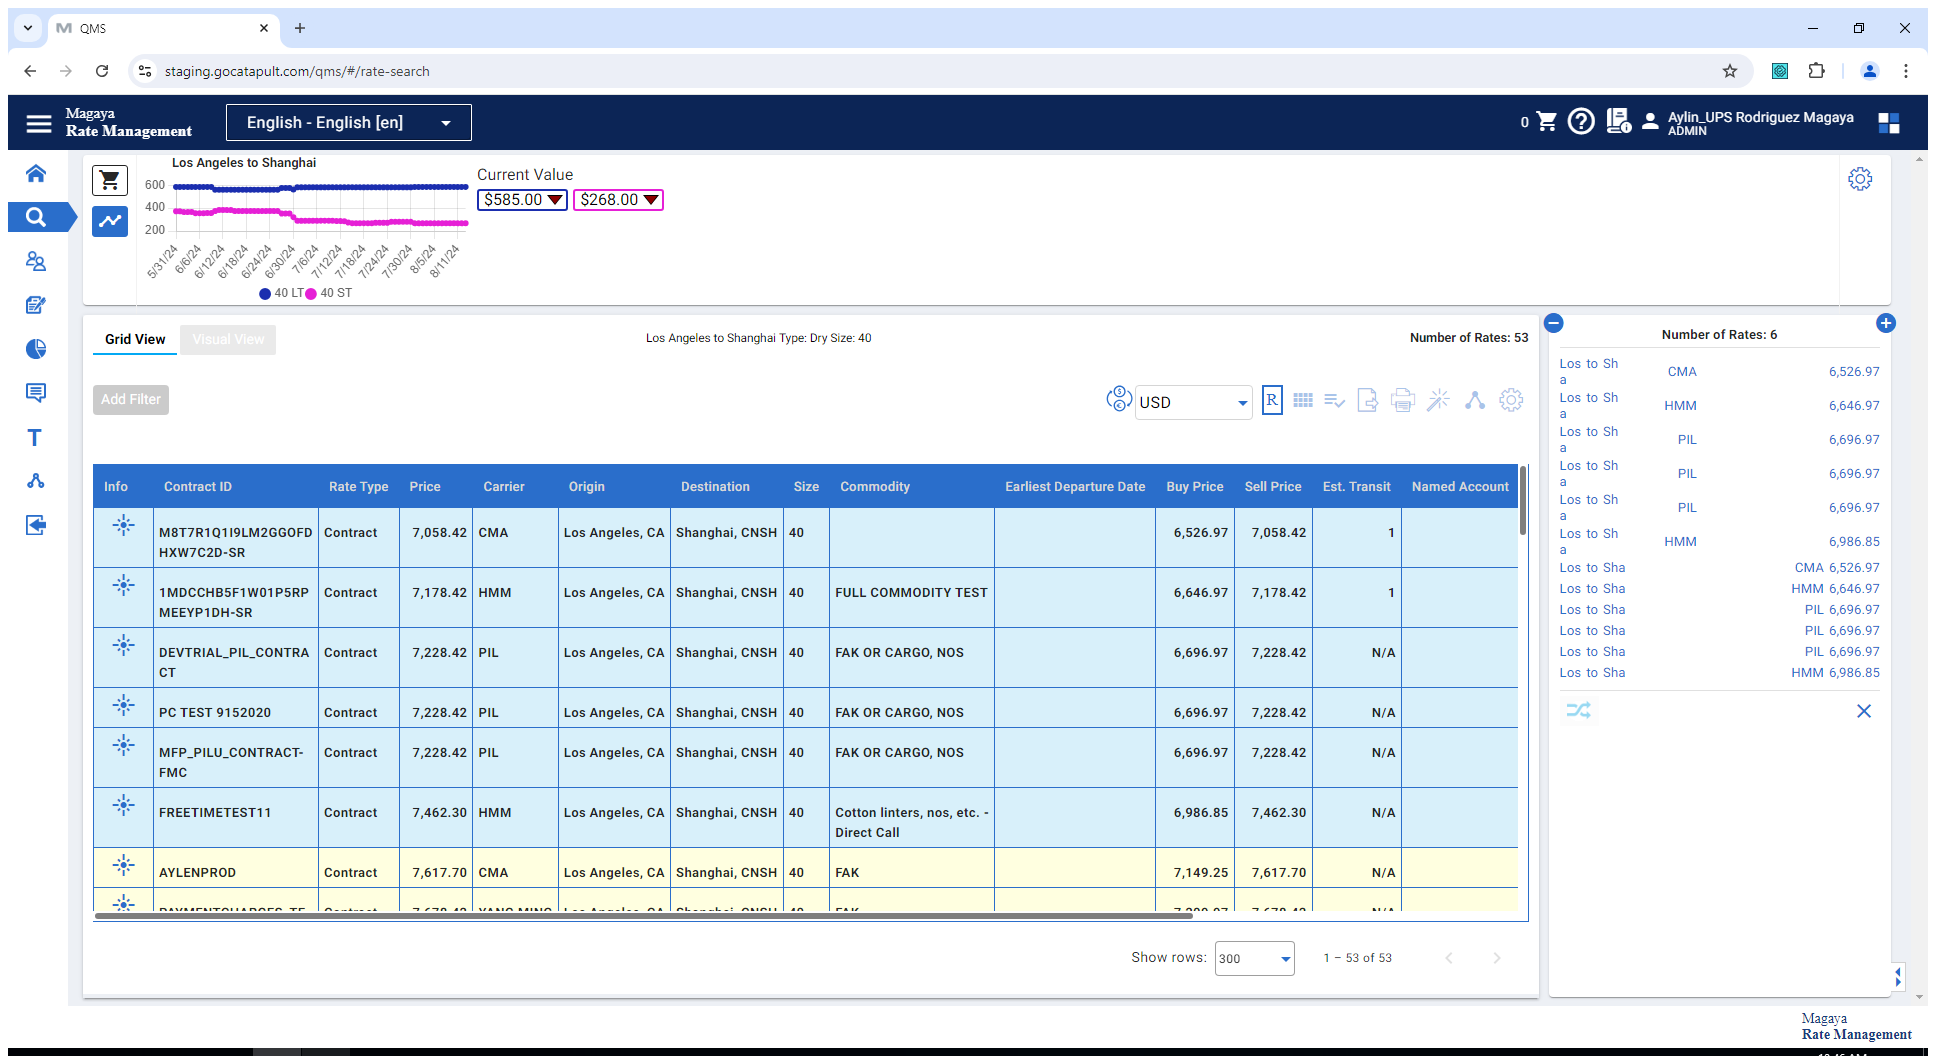 QMS
staging.gocatapult.com/qms/#/rate-search
Magaya
Rate Management
English - English [en]
0
Aylin_UPS Rodriguez Magaya
ADMIN
Los Angeles to Shanghai
600
400
200
5/31/24 6/6/24 6/12/24 6/18/24 6/24/24 6/30/24 7/6/24 7/12/24 7/18/24 7/24/24 7/30/24 8/5/24 8/11/24
40 LT 40 ST
Current Value
$585.00 $268.00
Grid View Visual View
Los Angeles to Shanghai Type: Dry Size: 40
Number of Rates: 53
Add Filter
USD
R
Info Contract ID Rate Type Price Carrier Origin Destination Size Commodity Earliest Departure Date Buy Price Sell Price Est. Transit Named Account
M8T7R1Q1I9LM2GGOFD
HXW7C2D-SR
Contract 7,058.42 CMA Los Angeles, CA Shanghai, CNSH 40 6,526.97 7,058.42 1
1MDCCHB5F1W01P5RP
MEEYP1DH-SR
Contract 7,178.42 HMM Los Angeles, CA Shanghai, CNSH 40 FULL COMMODITY TEST 6,646.97 7,178.42 1
DEVTRIAL_PIL_CONTRA
CT
Contract 7,228.42 PIL Los Angeles, CA Shanghai, CNSH 40 FAK OR CARGO, NOS 6,696.97 7,228.42 N/A
PC TEST 9152020 Contract 7,228.42 PIL Los Angeles, CA Shanghai, CNSH 40 FAK OR CARGO, NOS 6,696.97 7,228.42 N/A
MFP_PILU_CONTRACT-
FMC
Contract 7,228.42 PIL Los Angeles, CA Shanghai, CNSH 40 FAK OR CARGO, NOS 6,696.97 7,228.42 N/A
FREETIMETEST11 Contract 7,462.30 HMM Los Angeles, CA Shanghai, CNSH 40 Cotton linters, nos, etc. -
Direct Call
6,986.85 7,462.30 N/A
AYLENPROD Contract 7,617.70 CMA Los Angeles, CA Shanghai, CNSH 40 FAK 7,149.25 7,617.70 N/A
Show rows: 300 1 – 53 of 53
Number of Rates: 6
Los to Sh
a
CMA 6,526.97
Los to Sh
a
HMM 6,646.97
Los to Sh
a
PIL 6,696.97
Los to Sh
a
PIL 6,696.97
Los to Sh
a
PIL 6,696.97
Los to Sh
a
HMM 6,986.85
Los to Sha CMA 6,526.97
Los to Sha HMM 6,646.97
Los to Sha PIL 6,696.97
Los to Sha PIL 6,696.97
Los to Sha PIL 6,696.97
Los to Sha HMM 6,986.85
Magaya
Rate Management